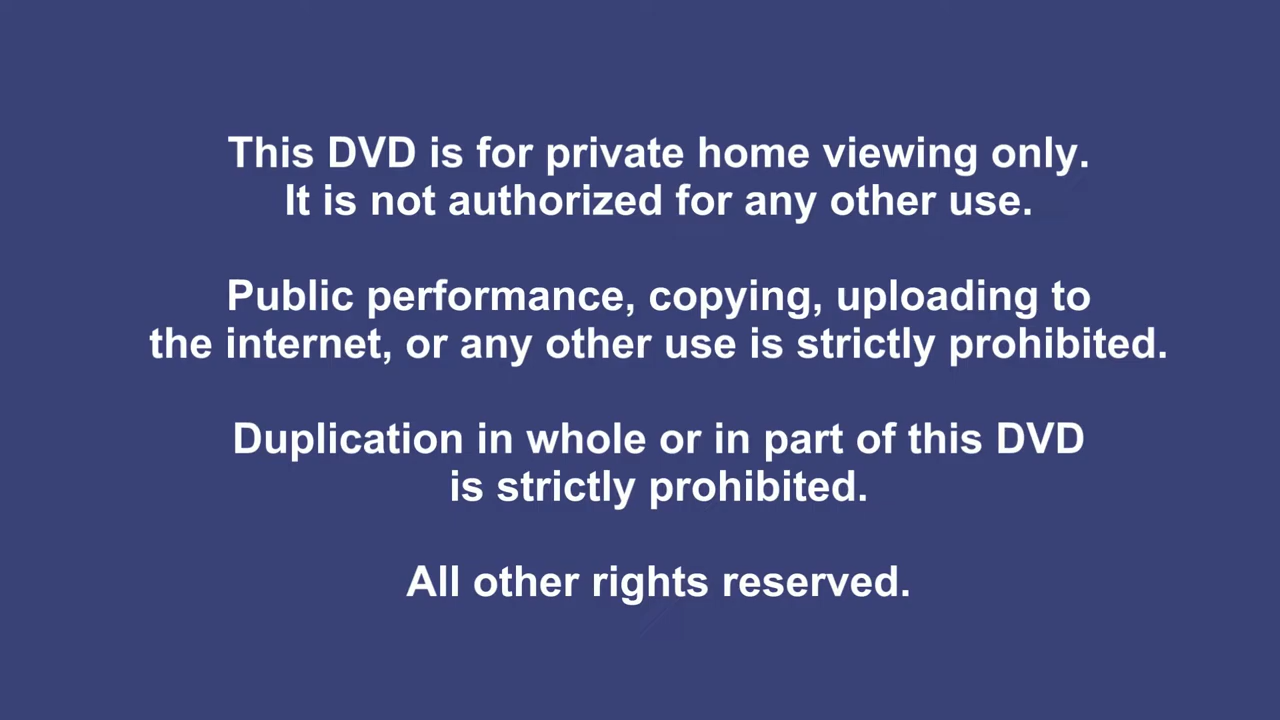 This DVD is for private home viewing only.
It is not authorized for any other use.
Public performance, copying, uploading to
the internet, or any other use is strictly prohibited.
Duplication in whole or in part of this DVD
is strictly prohibited.
All other rights reserved.